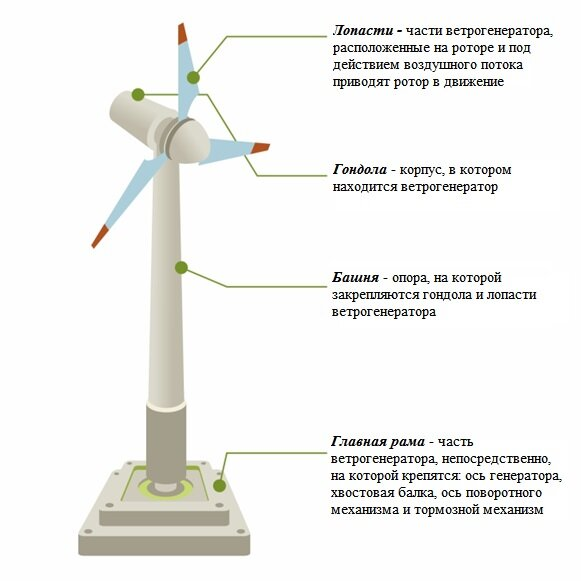 Лопасти - части ветрогенератора,
расположенные на роторе и под
действием воздушного потока
приводят ротор в движение
Гондола - корпус, в котором
находится ветрогенератор
Башня - опора, на которой
закрепляются гондола и лопасти
ветрогенератора
Главная рама - часть
ветрогенератора, непосредственно,
на которой крепятся: ось генератора,
хвостовая балка, ось поворотного
механизма и тормозной механизм